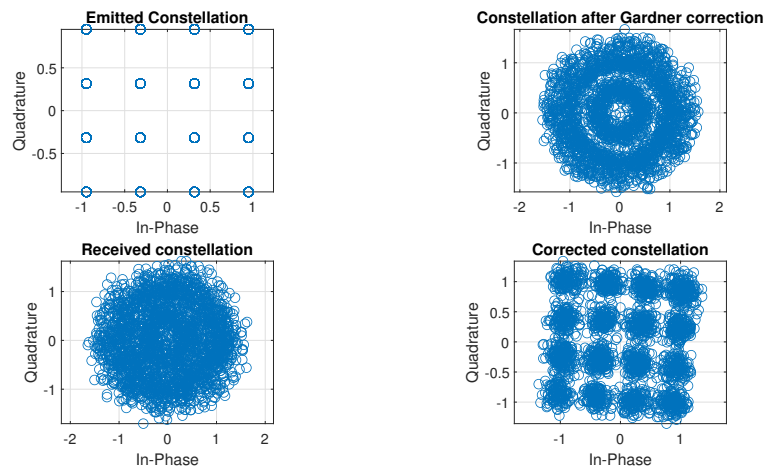 Emitted Constellation
Quadrature
0.5
0
-0.5
-1
-0.5
0
0.5
1
In-Phase
Constellation after Gardner correction
Quadrature
1
0
-1
-2
-1
0
1
2
In-Phase
Received constellation
Quadrature
1
0
-1
-2
-1
0
1
2
In-Phase
Corrected constellation
Quadrature
1
0.5
0
-0.5
-1
-1
0
1
In-Phase